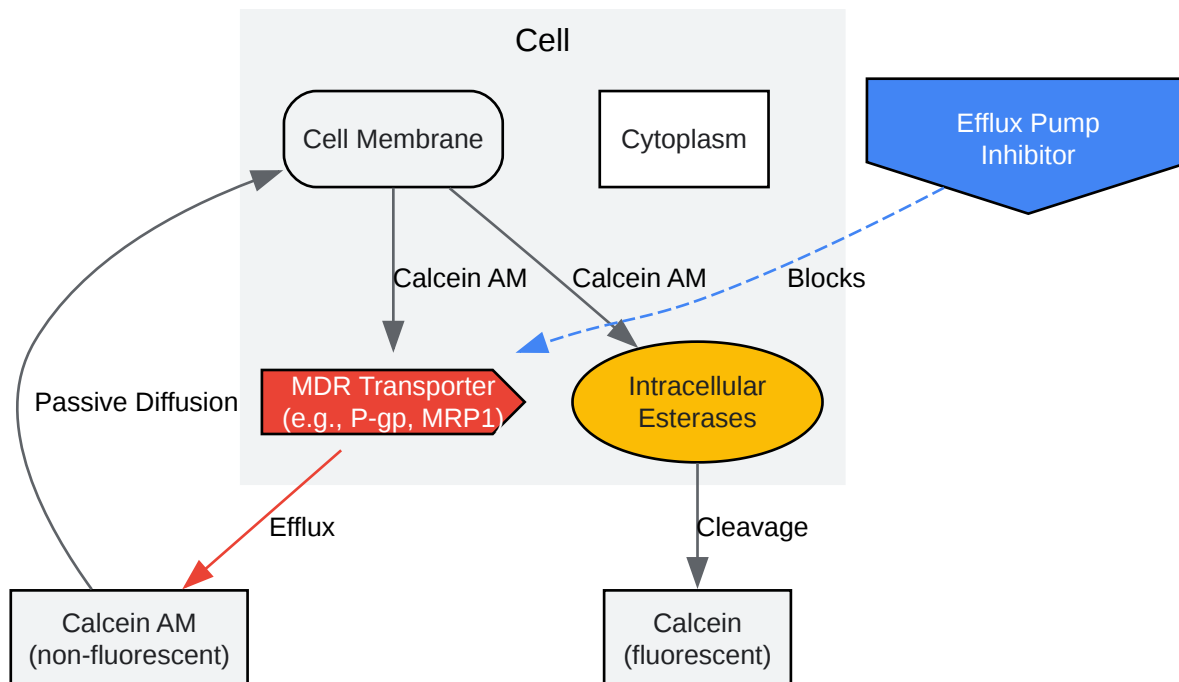 Cell
Cell Membrane
Cytoplasm
Efflux Pump
Inhibitor
Calcein AM
Calcein AM
Blocks
Passive Diffusion
MDR Transporter
(e.g., P-gp, MRP1)
Intracellular
Esterases
Efflux
Cleavage
Calcein AM
(non-fluorescent)
Calcein
(fluorescent)